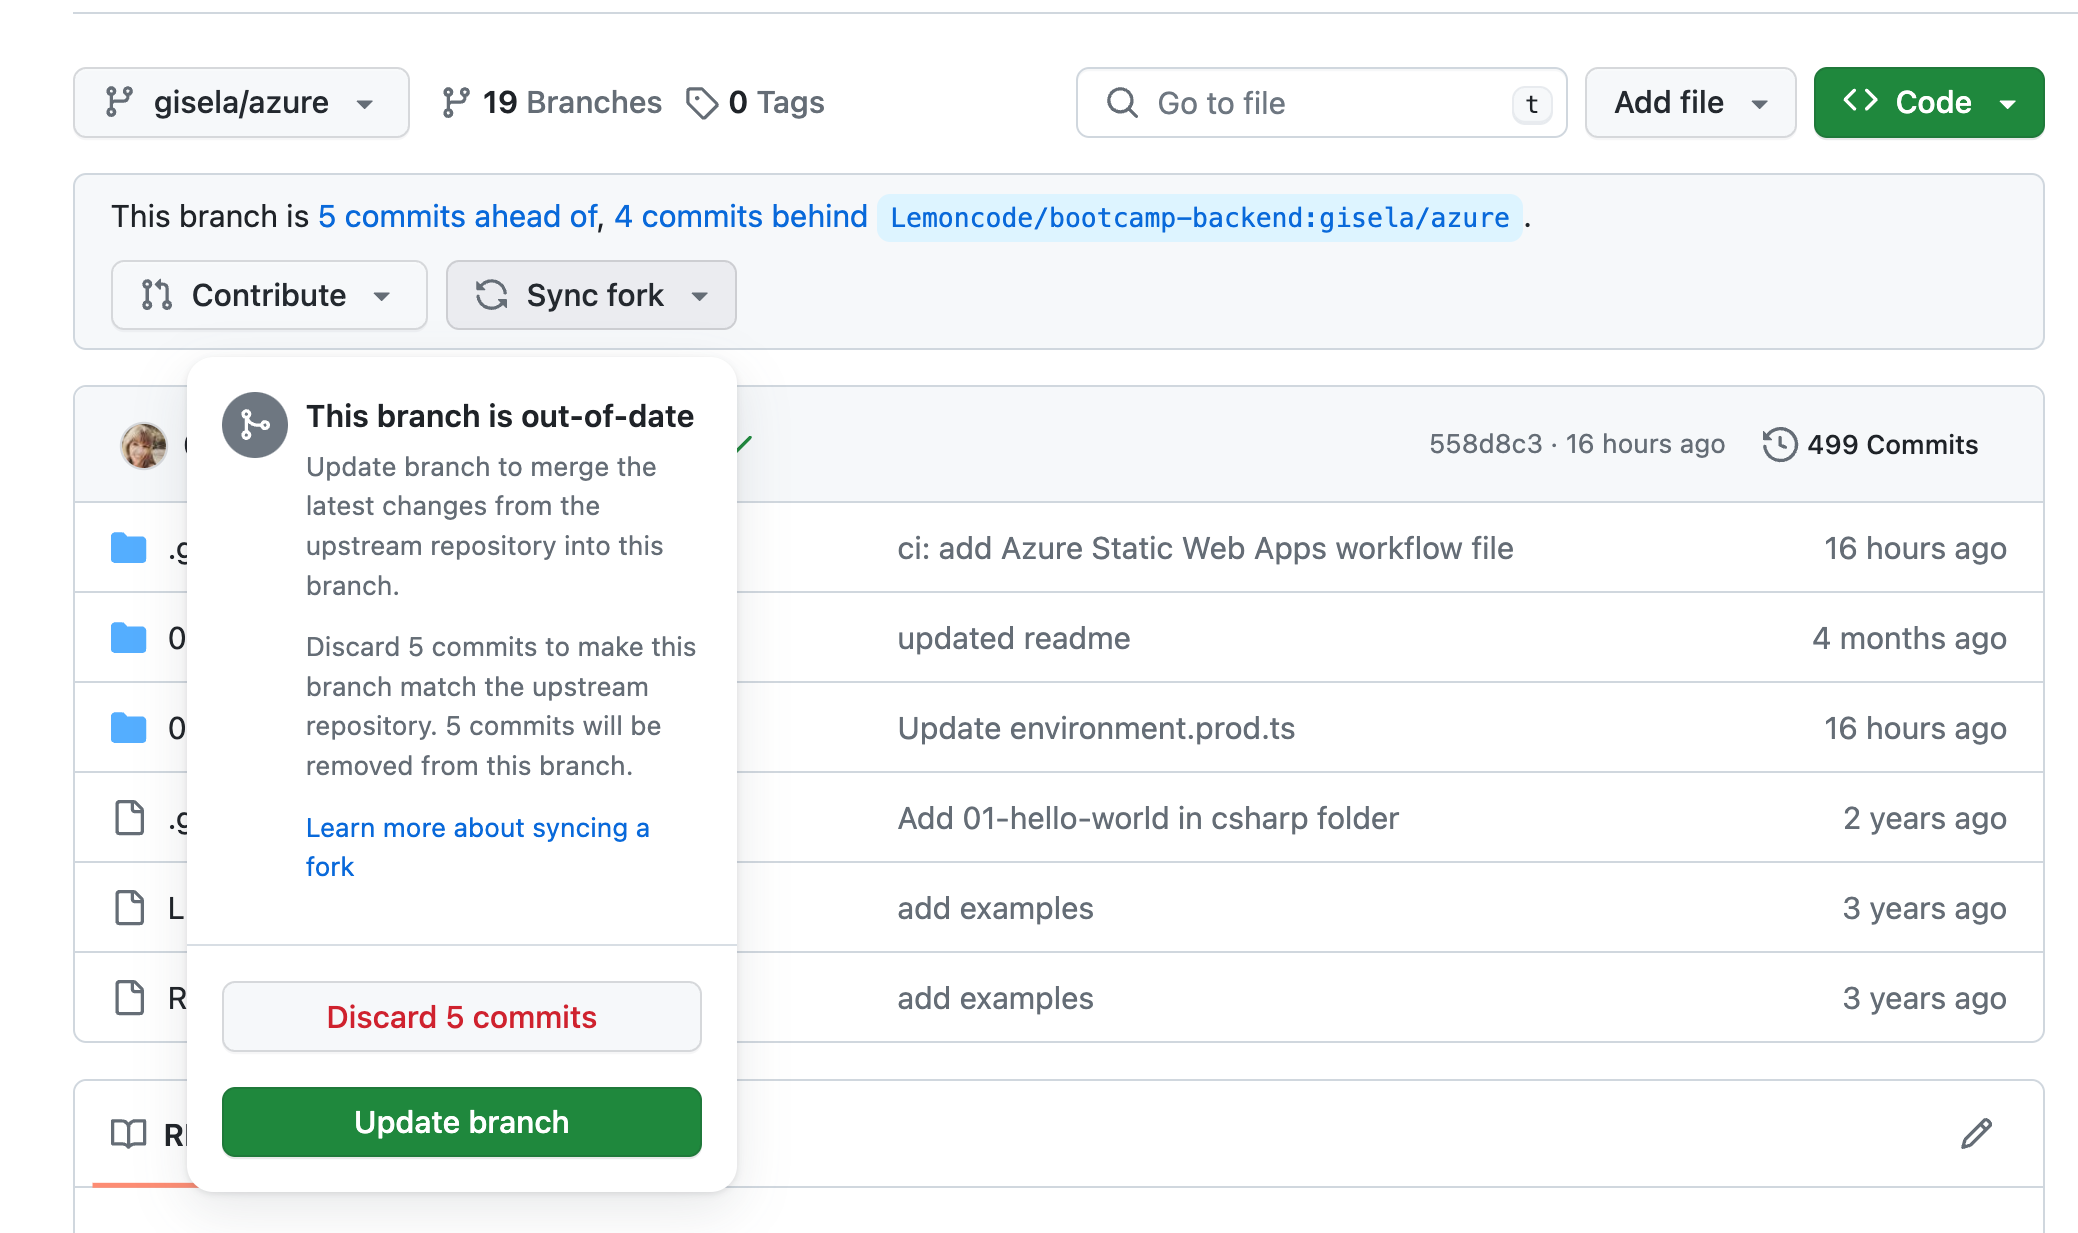 gisela/azure
19 Branches
0 Tags
Go to file
t
Add file
Code
This branch is 5 commits ahead of, 4 commits behind Lemoncode/bootcamp-backend:gisela/azure.
Contribute
Sync fork
This branch is out-of-date
Update branch to merge the
latest changes from the
upstream repository into this
branch.
Discard 5 commits to make this
branch match the upstream
repository. 5 commits will be
removed from this branch.
Learn more about syncing a
fork
Discard 5 commits
Update branch
558d8c3 · 16 hours ago
499 Commits
.g
ci: add Azure Static Web Apps workflow file
16 hours ago
0
updated readme
4 months ago
0
Update environment.prod.ts
16 hours ago
.g
Add 01-hello-world in csharp folder
2 years ago
L
add examples
3 years ago
R
add examples
3 years ago